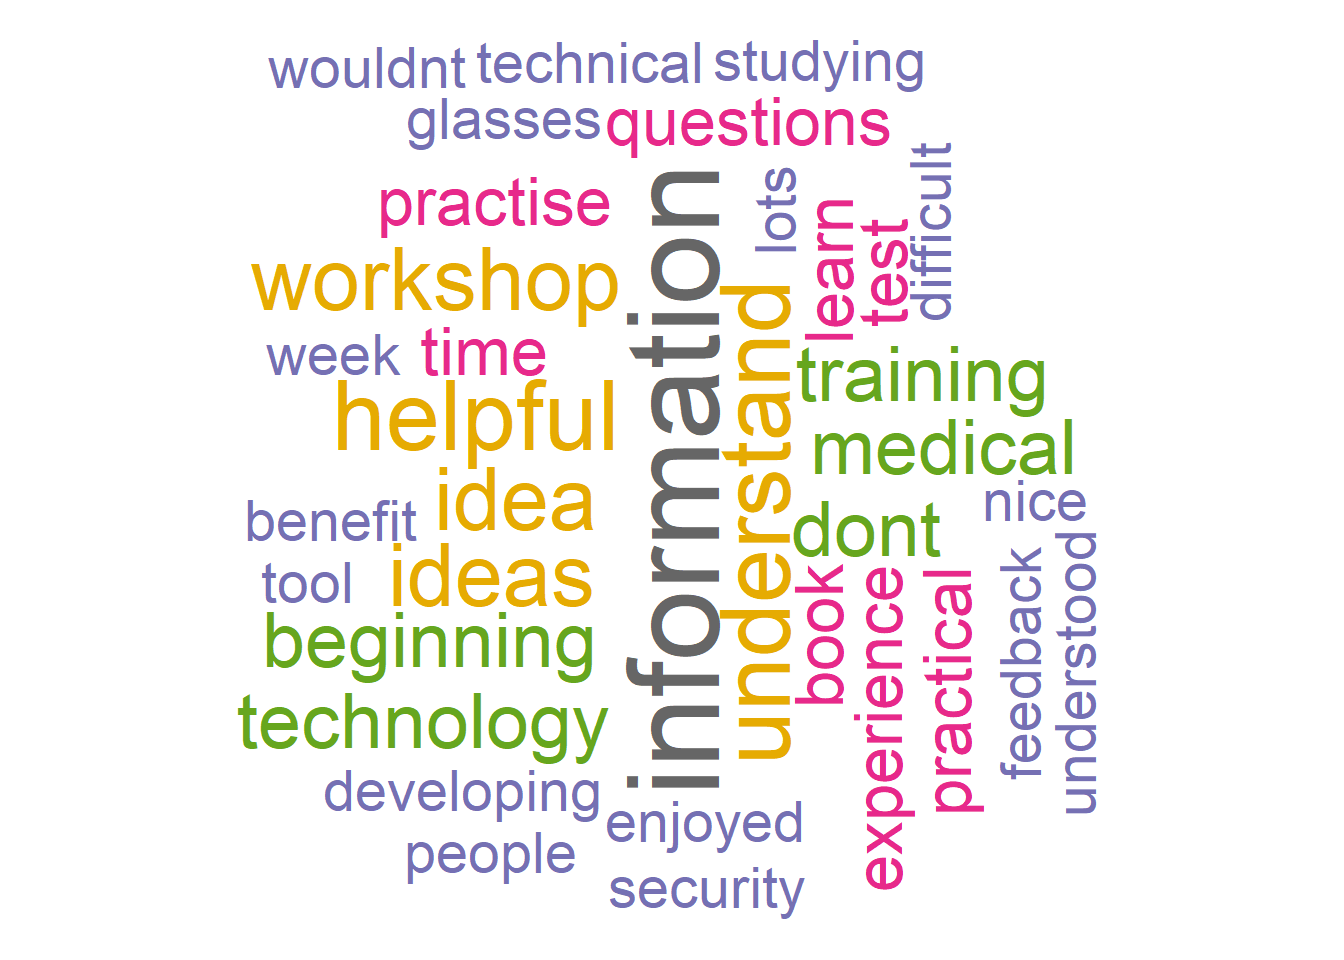 wouldnt technical studying
glasses questions
practise
workshop
week time
helpful
benefit idea
tool ideas
beginning
technology
developing
people
information
understand
lots
learn
test
difficult
training
medical
nice
dont
book
experience
practical
feedback
understood
enjoyed
security